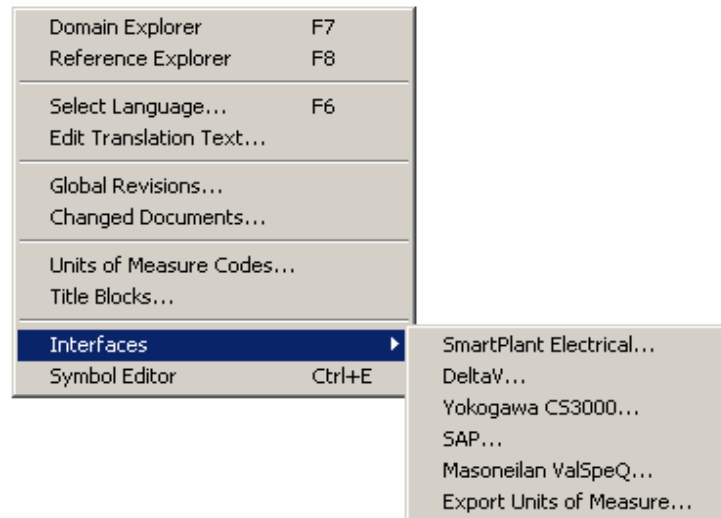 Domain Explorer F7
Reference Explorer F8
Select Language... F6
Edit Translation Text...
Global Revisions...
Changed Documents...
Units of Measure Codes...
Title Blocks...
Interfaces
Symbol Editor Ctrl+E
SmartPlant Electrical...
DeltaV...
Yokogawa CS3000...
SAP...
Masoneilan ValSpeQ...
Export Units of Measure...